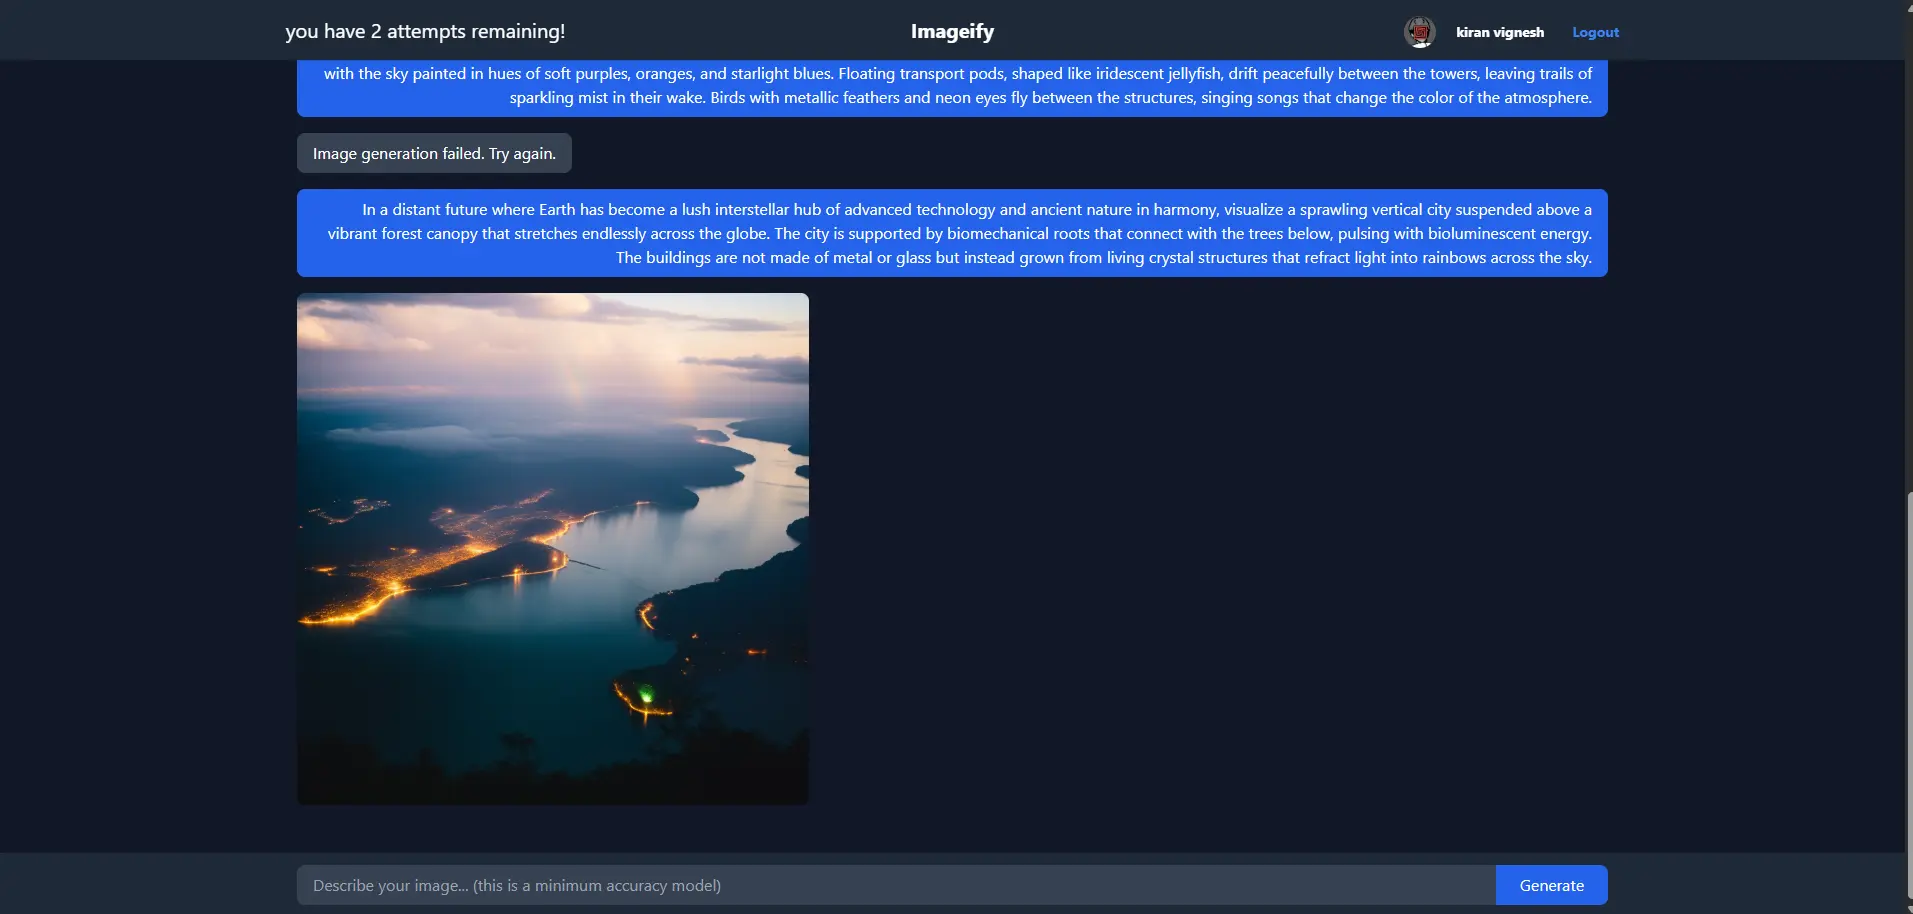 you have 2 attempts remaining!
Imageify
kiran vignesh
Logout
with the sky painted in hues of soft purples, oranges, and starlight blues. Floating transport pods, shaped like iridescent jellyfish, drift peacefully between the towers, leaving trails of
sparkling mist in their wake. Birds with metallic feathers and neon eyes fly between the structures, singing songs that change the color of the atmosphere.
Image generation failed. Try again.
In a distant future where Earth has become a lush interstellar hub of advanced technology and ancient nature in harmony, visualize a sprawling vertical city suspended above a
vibrant forest canopy that stretches endlessly across the globe. The city is supported by biomechanical roots that connect with the trees below, pulsing with bioluminescent energy.
The buildings are not made of metal or glass but instead grown from living crystal structures that refract light into rainbows across the sky.
Describe your image... (this is a minimum accuracy model)
Generate